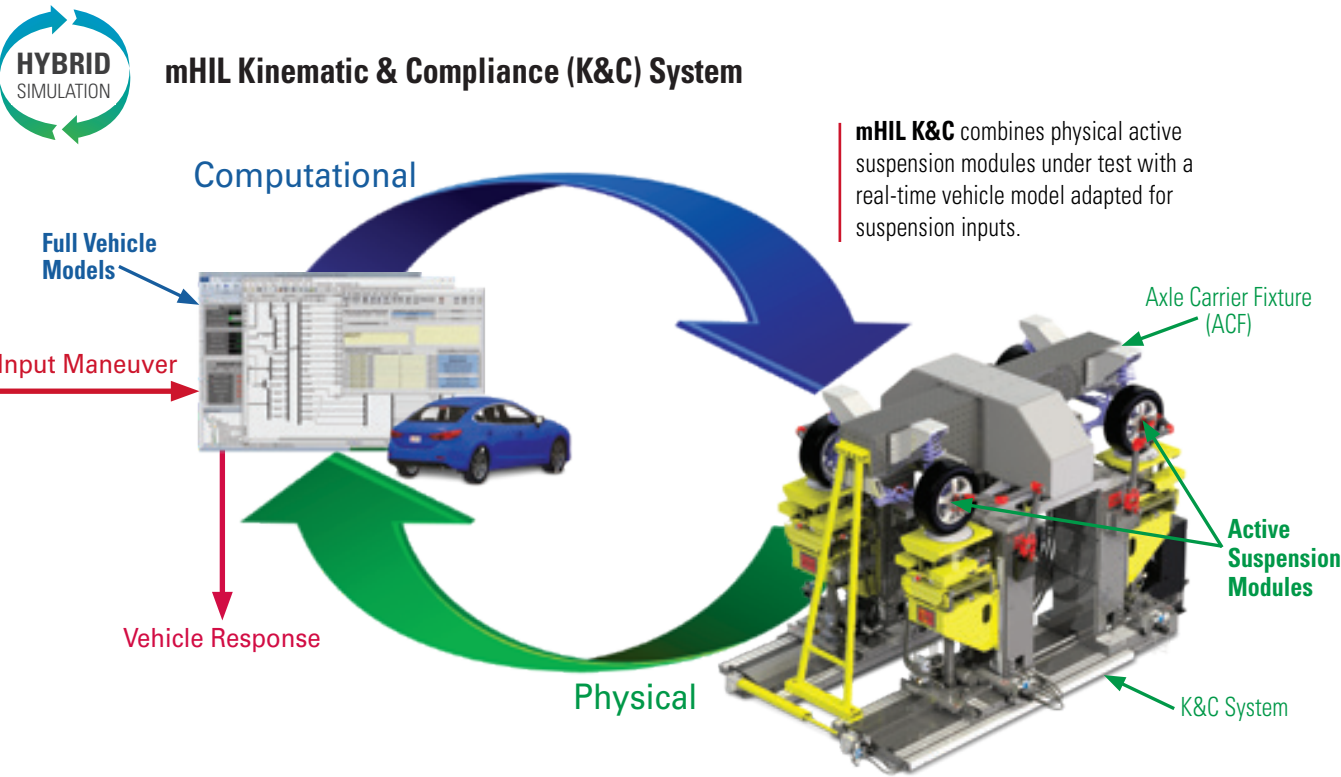 HYBRID
SIMULATION
mHIL Kinematic & Compliance (K&C) System
mHIL K&C combines physical active
suspension modules under test with a
real-time vehicle model adapted for
suspension inputs.
Computational
Full Vehicle
Models
Input Maneuver
Axle Carrier Fixture
(ACF)
Active
Suspension
Modules
Vehicle Response
Physical
K&C System